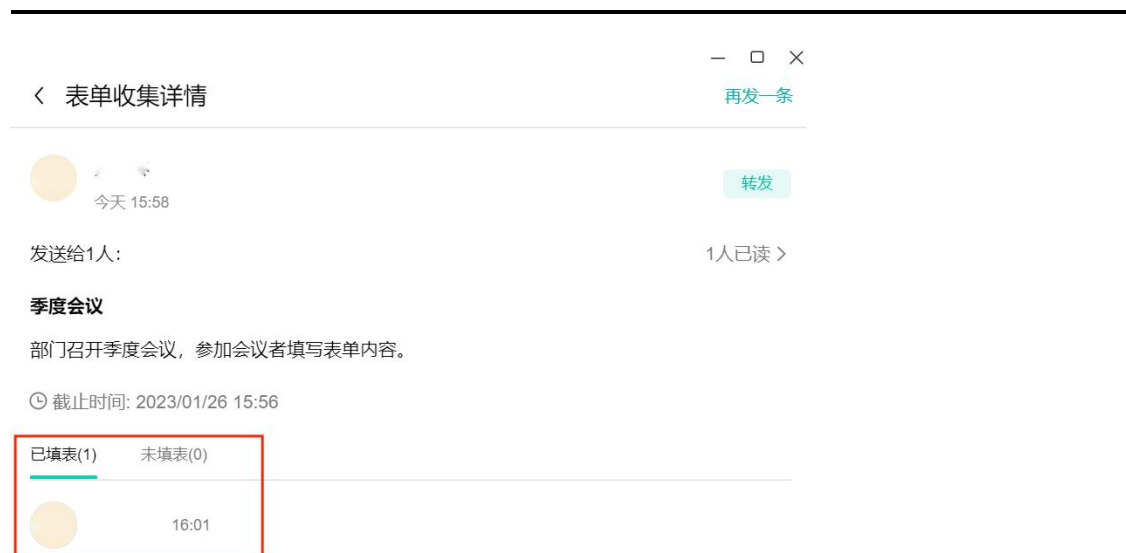 表单收集详情
再发一条
今天 15:58
转发
发送给1人：
1人已读
季度会议
部门召开季度会议，参加会议者填写表单内容。
截止时间: 2023/01/26 15:56
已填表(1) 未填表(0)
16:01